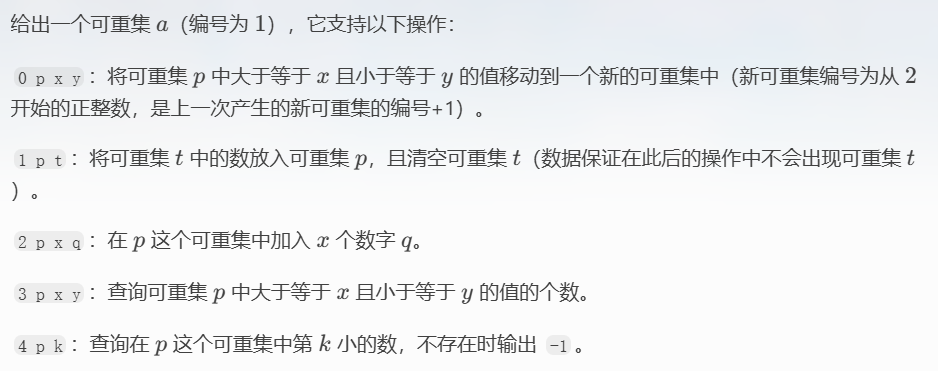 给出一个可重集 a（编号为 1），它支持以下操作：
0 p x y：将可重集 p 中大于等于 x 且小于等于 y 的值移动到一个新的可重集中（新可重集编号为从 2
开始的正整数，是上一次产生的新可重集的编号+1）。
1 p t：将可重集 t 中的数放入可重集 p，且清空可重集 t（数据保证在此后的操作中不会出现可重集 t
）。
2 p x q：在 p 这个可重集中加入 x 个数字 q。
3 p x y：查询可重集 p 中大于等于 x 且小于等于 y 的值的个数。
4 p k：查询在 p 这个可重集中第 k 小的数，不存在时输出 -1。